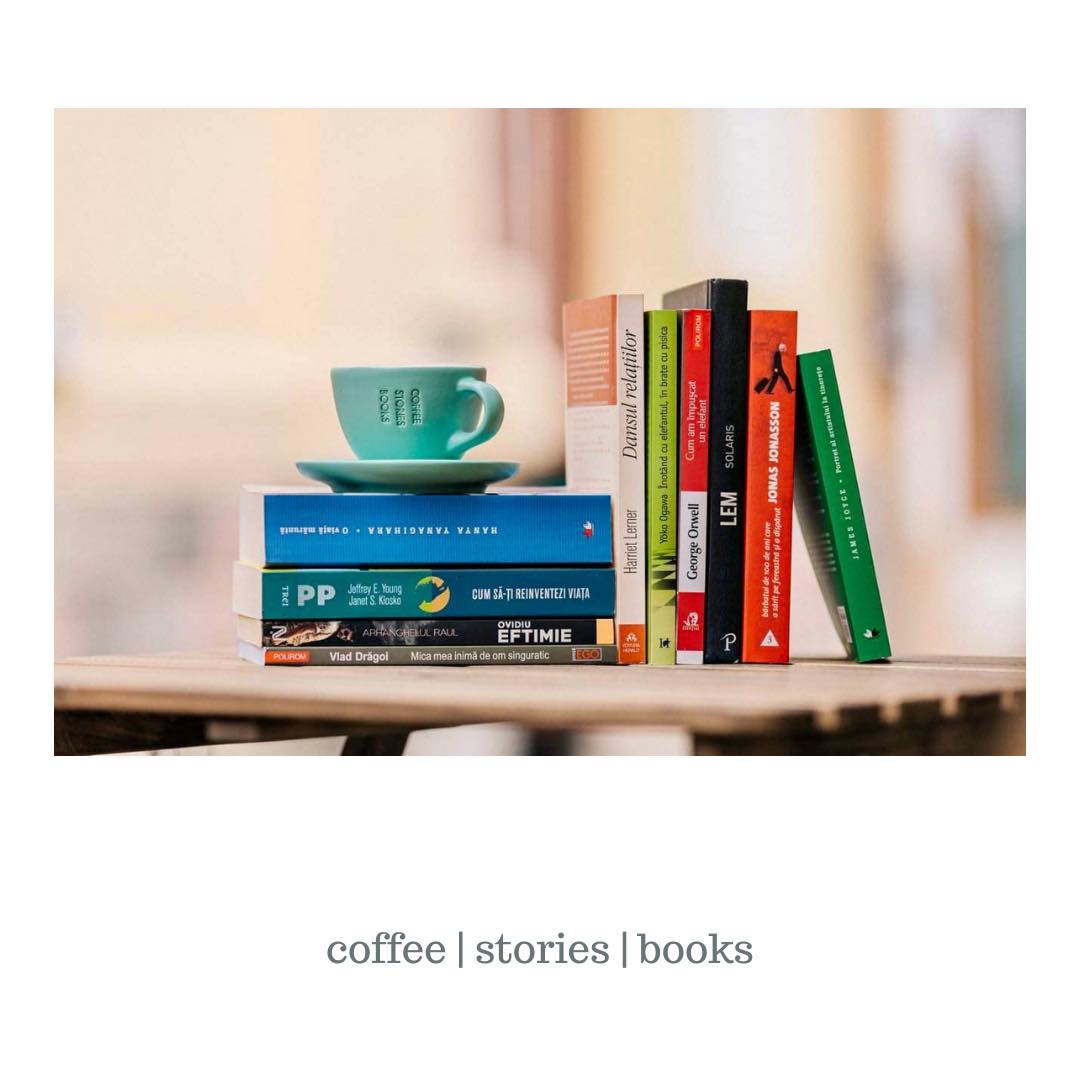 COFFEE
STORIES
BOOKS
HANYA YANAGIHARA • O viață măruntă
TREI
PP
Jeffrey E. Young
Janet S. Klosko
CUM SĂ-ȚI REINVENTEZI VIAȚA
ARHANGHELUL RAUL
OVIDIU
EFTIMIE
POLIROM
Vlad Drăgoi
Mica mea inimă de om singuratic
EGO
Harriet Lerner
Dansul relațiilor
EDITURA
HERALD
Yoko Ogawa Înotând cu elefantul, în brațe cu pisica
POLIROM
George Orwell
Cum am împușcat
un elefant
LEM
SOLARIS
JONAS JONASSON
bărbatul de 100 de ani care
a sărit pe fereastră și a dispărut
3
JAMES JOYCE • Portret al artistului la tinerețe
coffee | stories | books